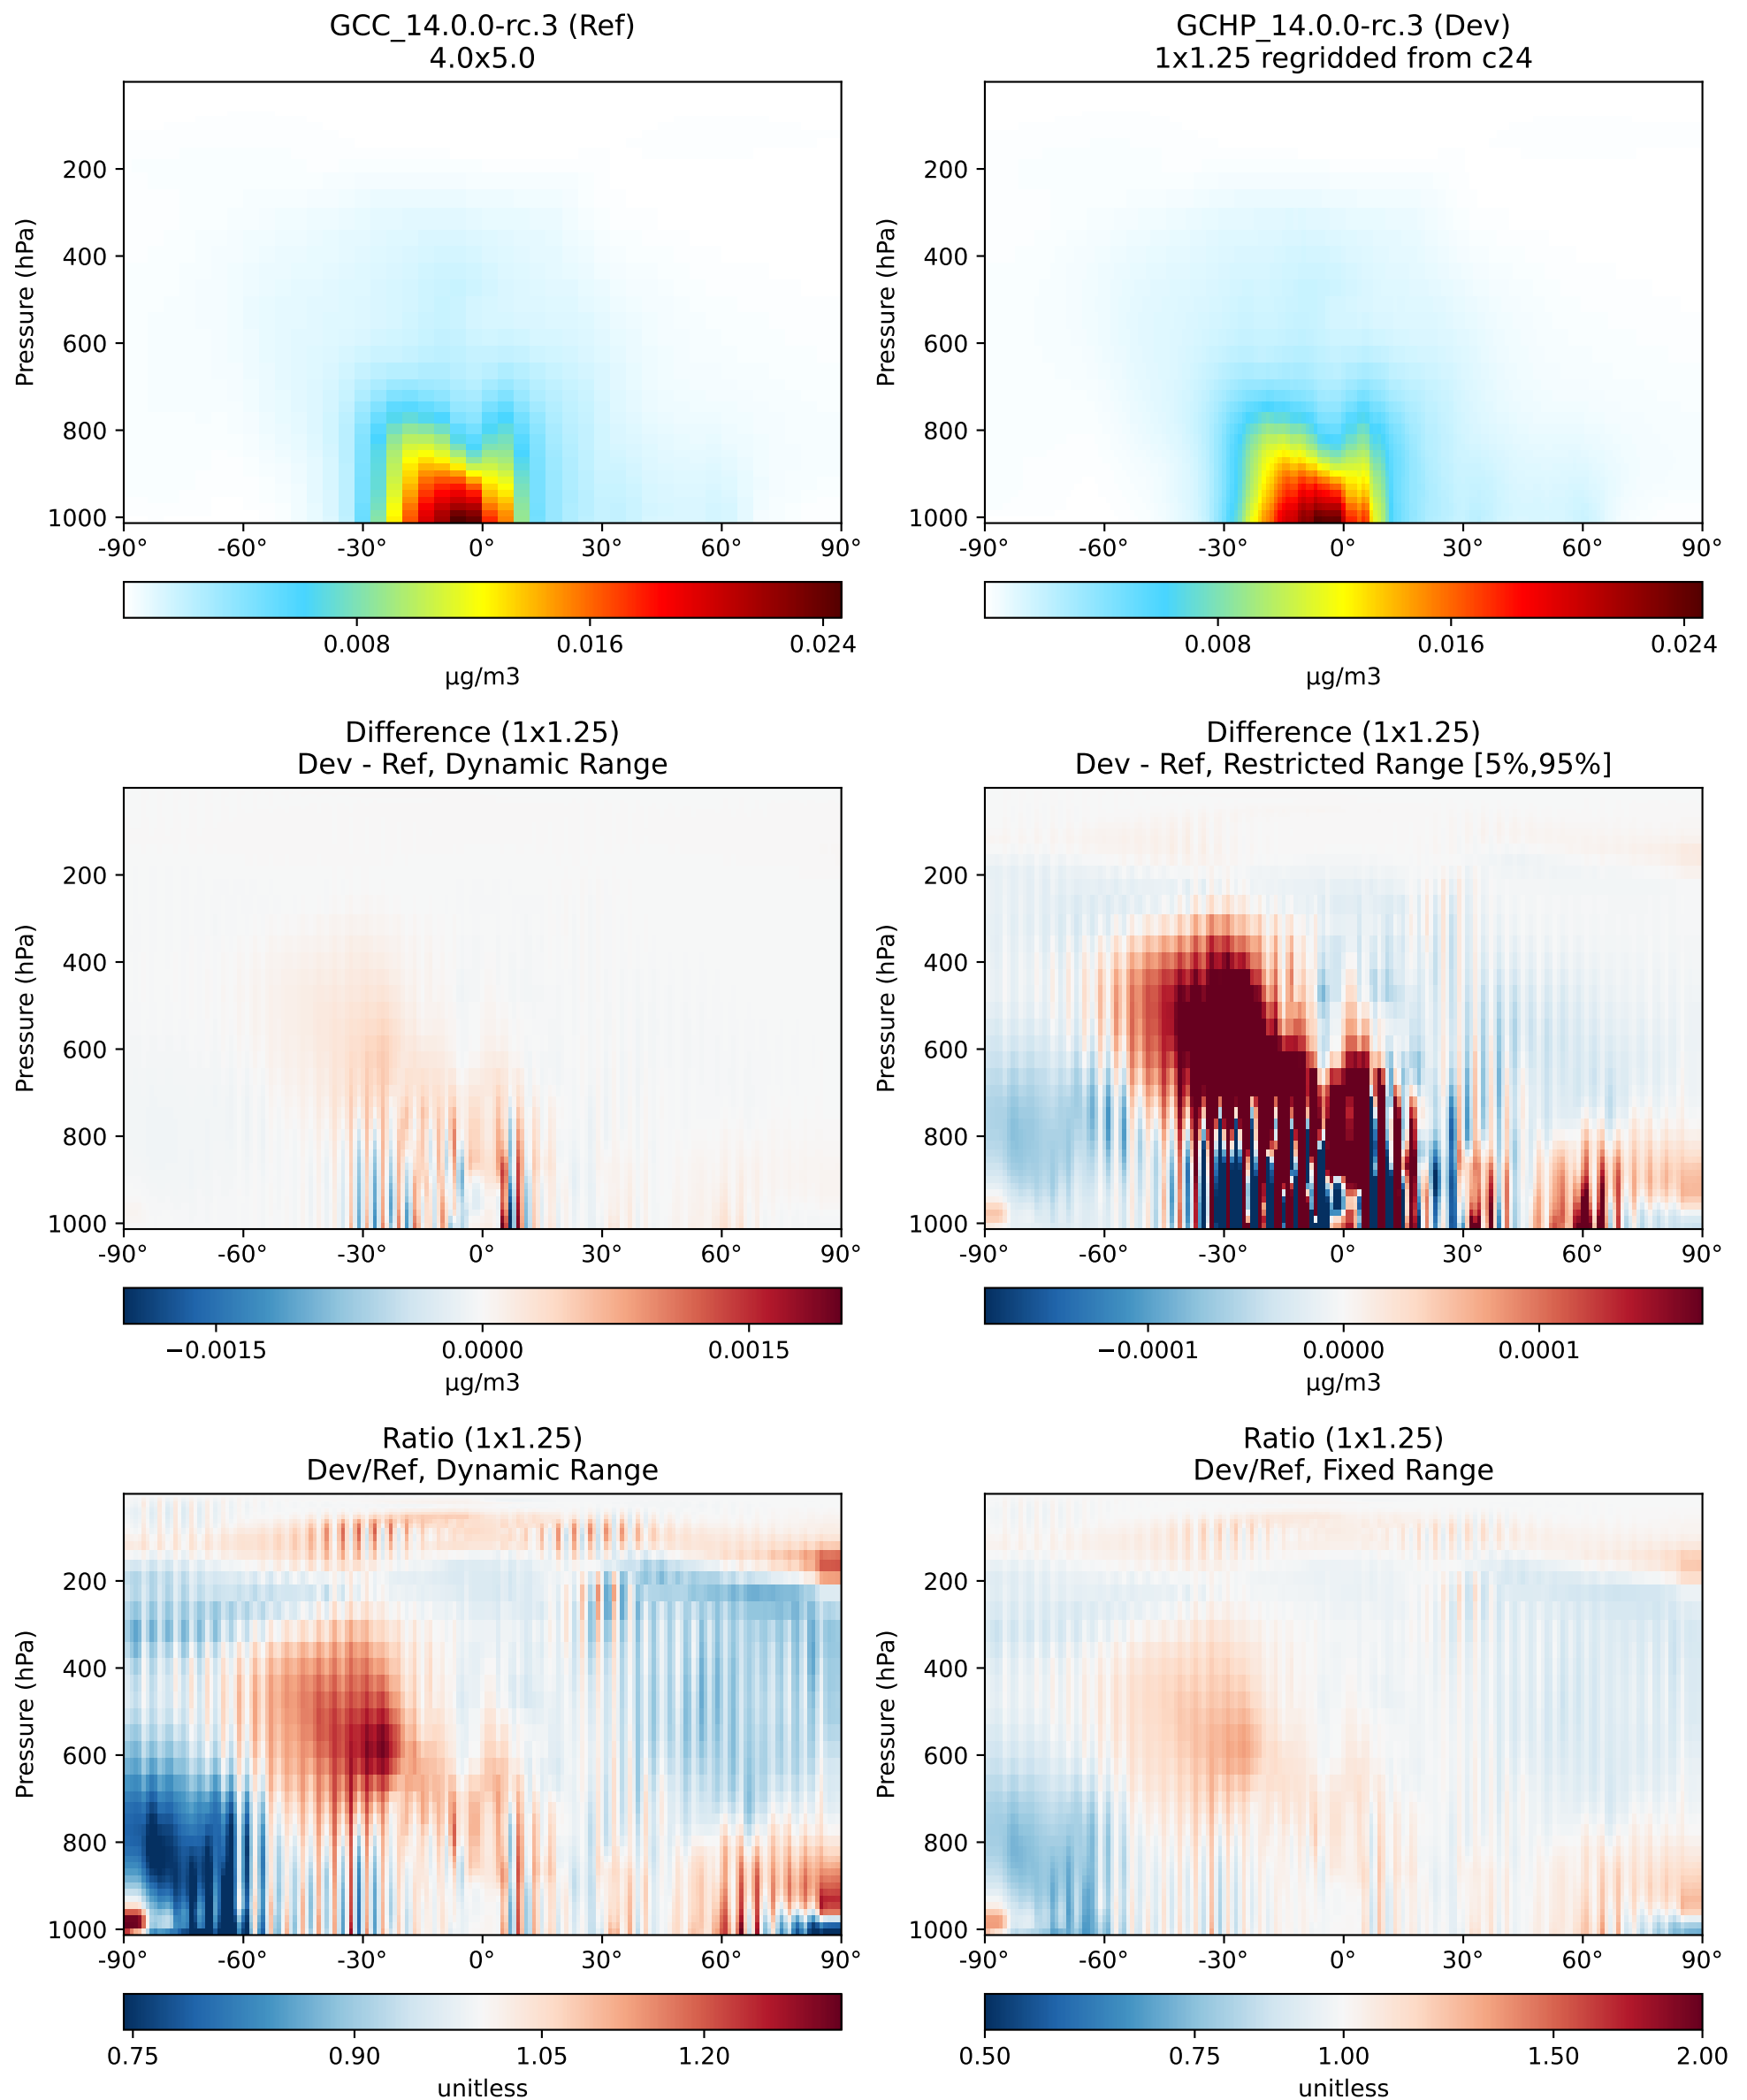 GCC_14.0.0-rc.3 (Ref)
4.0x5.0
GCHP_14.0.0-rc.3 (Dev)
1x1.25 regridded from c24
Pressure (hPa)
200
400
600
800
1000
-90° -60° -30° 0° 30° 60° 90°
0.008 0.016 0.024
µg/m3
Pressure (hPa)
200
400
600
800
1000
-90° -60° -30° 0° 30° 60° 90°
0.008 0.016 0.024
µg/m3
Difference (1x1.25)
Dev - Ref, Dynamic Range
Difference (1x1.25)
Dev - Ref, Restricted Range [5%,95%]
Pressure (hPa)
200
400
600
800
1000
-90° -60° -30° 0° 30° 60° 90°
−0.0015 0.0000 0.0015
µg/m3
Pressure (hPa)
200
400
600
800
1000
-90° -60° -30° 0° 30° 60° 90°
−0.0001 0.0000 0.0001
µg/m3
Ratio (1x1.25)
Dev/Ref, Dynamic Range
Ratio (1x1.25)
Dev/Ref, Fixed Range
Pressure (hPa)
200
400
600
800
1000
-90° -60° -30° 0° 30° 60° 90°
0.75 0.90 1.05 1.20
unitless
Pressure (hPa)
200
400
600
800
1000
-90° -60° -30° 0° 30° 60° 90°
0.50 0.75 1.00 1.50 2.00
unitless